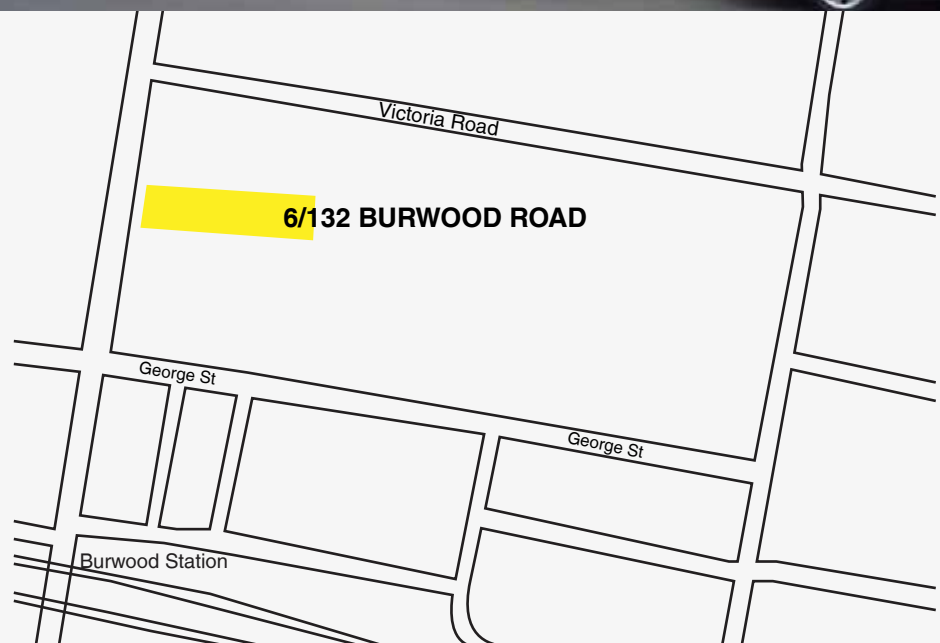 Victoria Road
6/132 BURWOOD ROAD
George St
George St
Burwood Station